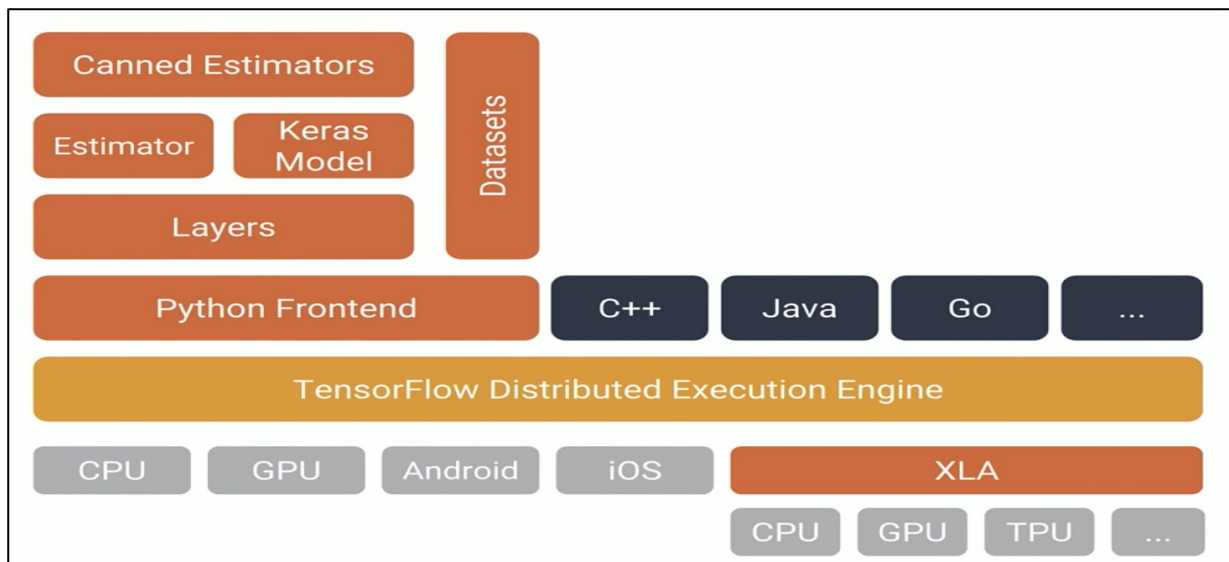 Canned Estimators
Datasets
Estimator
Keras
Model
Layers
Python Frontend
C++
Java
Go
...
TensorFlow Distributed Execution Engine
CPU
GPU
Android
iOS
XLA
CPU
GPU
TPU
...